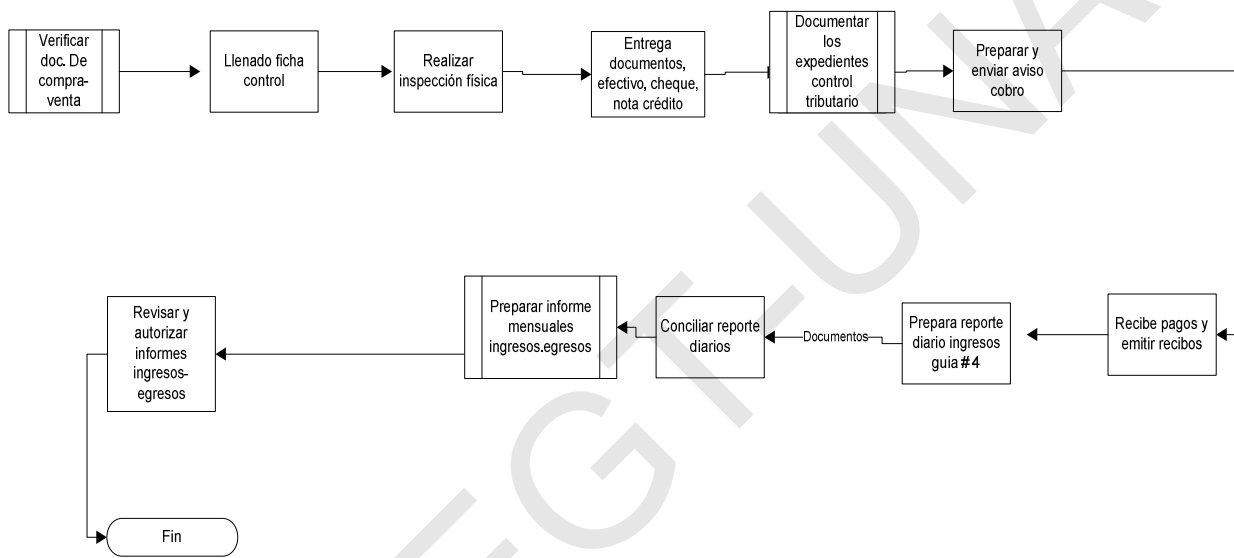 Verificar
doc. De
compra-
venta
Llenado ficha
control
Realizar
inspección física
Entrega
documentos,
efectivo, cheque,
nota crédito
Documentar
los
expedientes
control
tributario
Preparar y
enviar aviso
cobro
Recibe pagos y
emitir recibos
Prepara reporte
diario ingresos
guia #4
Documentos
Conciliar reporte
diarios
Preparar informe
mensuales
ingresos.egresos
Revisar y
autorizar
informes
ingresos-
egresos
Fin
EGT-UNA